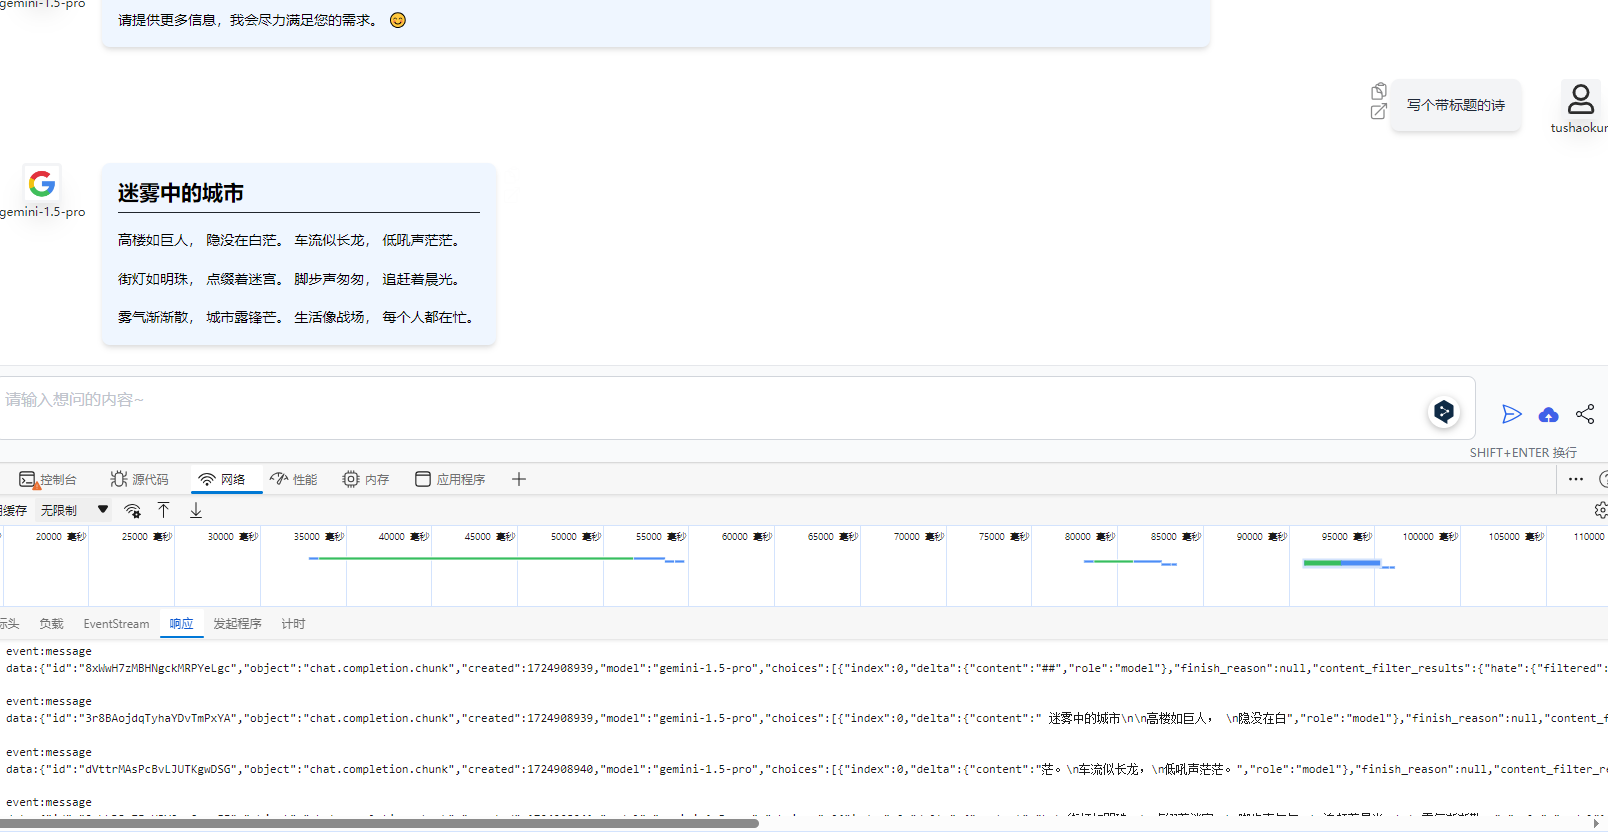 gemini-1.5-pro
请提供更多信息，我会尽力满足您的需求。 😊
写个带标题的诗
tushaokun
gemini-1.5-pro
迷雾中的城市
高楼如巨人， 隐没在白茫。 车流似长龙， 低吼声茫茫。
街灯如明珠， 点缀着迷宫。 脚步声匆匆， 追赶着晨光。
雾气渐渐散， 城市露锋芒。 生活像战场， 每个人都在忙。
请输入想问的内容~
SHIFT+ENTER 换行
控制台 源代码 网络 性能 内存 应用程序
缓存 无限制
20000 毫秒 25000 毫秒 30000 毫秒 35000 毫秒 40000 毫秒 45000 毫秒 50000 毫秒 55000 毫秒 60000 毫秒 65000 毫秒 70000 毫秒 75000 毫秒 80000 毫秒 85000 毫秒 90000 毫秒 95000 毫秒 100000 毫秒 105000 毫秒 110000
标头 负载 EventStream 响应 发起程序 计时
event:message
data:{"id":"8xWwH7zMBHNgckMRPYeLgc","object":"chat.completion.chunk","created":1724908939,"model":"gemini-1.5-pro","choices":[{"index":0,"delta":{"content":"##","role":"model"},"finish_reason":null,"content_filter_results":{"hate":{"filtered":
event:message
data:{"id":"3r8BAojdqTyhaYDvTmPxYA","object":"chat.completion.chunk","created":1724908939,"model":"gemini-1.5-pro","choices":[{"index":0,"delta":{"content":" 迷雾中的城市\n\n高楼如巨人， \n隐没在白","role":"model"},"finish_reason":null,"content_f
event:message
data:{"id":"dVttrMAsPcBvLJUTKgwDSG","object":"chat.completion.chunk","created":1724908940,"model":"gemini-1.5-pro","choices":[{"index":0,"delta":{"content":"茫。\n车流似长龙，\n低吼声茫茫。","role":"model"},"finish_reason":null,"content_filter_re
event:message